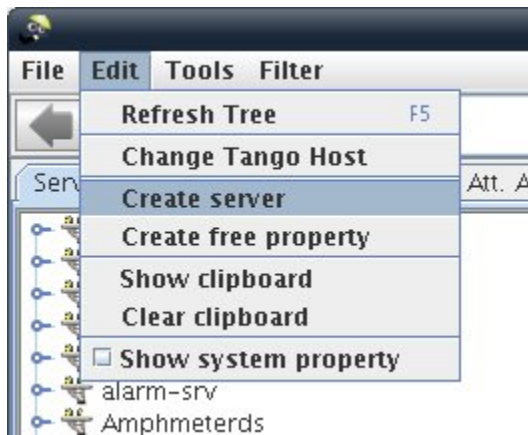 File Edit Tools Filter
Refresh Tree F5
Change Tango Host
Serv Att. A
Create server
Create free property
Show clipboard
Clear clipboard
Show system property
alarm-srv
Amphmeterds